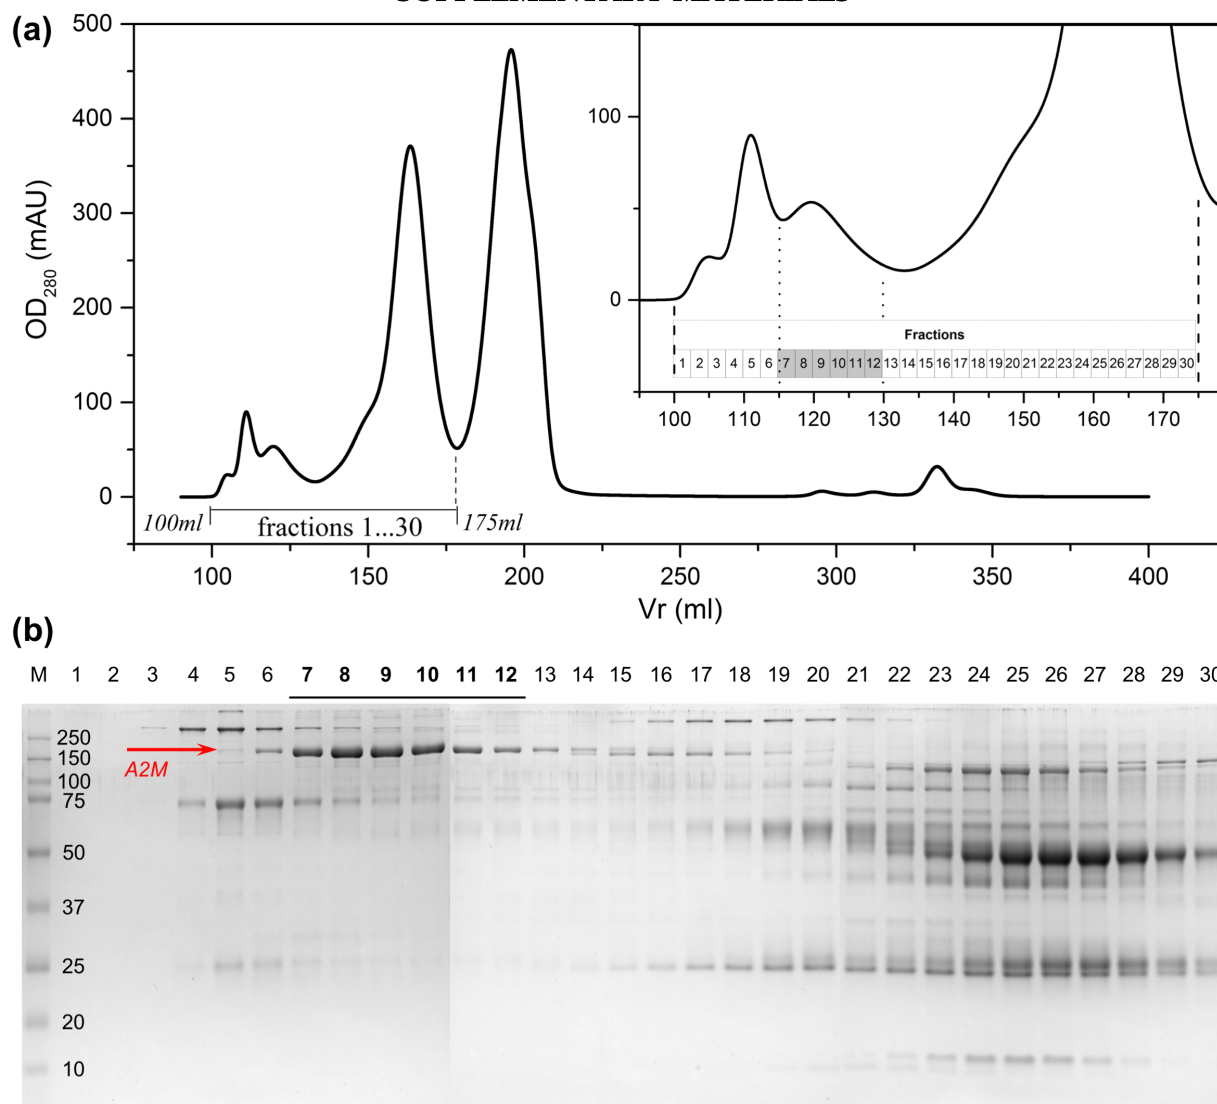 SUPPLEMENTARY MATERIALS
(a)
500
400
300
200
100
0
OD280 (mAU)
100
0
Fractions
1 2 3 4 5 6 7 8 9 10 11 12 13 14 15 16 17 18 19 20 21 22 23 24 25 26 27 28 29 30
100 110 120 130 140 150 160 170
100ml fractions 1...30 175ml
100 150 200 250 300 350 400
Vr (ml)
(b)
M 1 2 3 4 5 6 7 8 9 10 11 12 13 14 15 16 17 18 19 20 21 22 23 24 25 26 27 28 29 30
250
150
A2M
100
75
50
37
25
20
10